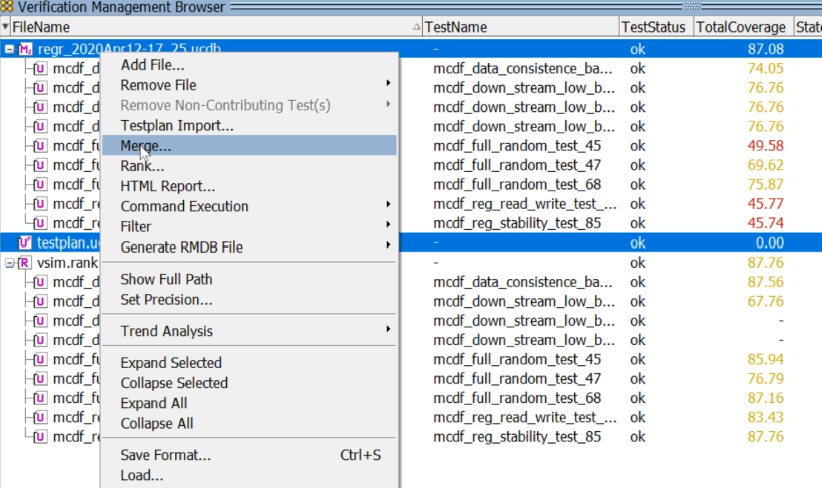 Verification Management Browser
FileName TestName TestStatus TotalCoverage State
regr_2020Apr12-17_25.ucdb - ok 87.08
mcdf_d mcdf_data_consistence_ba... ok 74.05
mcdf_d mcdf_down_stream_low_b... ok 76.76
mcdf_d mcdf_down_stream_low_b... ok 76.76
mcdf_d mcdf_down_stream_low_b... ok 76.76
mcdf_fu mcdf_full_random_test_45 ok 49.58
mcdf_fu mcdf_full_random_test_47 ok 69.62
mcdf_fu mcdf_full_random_test_68 ok 75.87
mcdf_re mcdf_reg_read_write_test_... ok 45.77
mcdf_re mcdf_reg_stability_test_85 ok 45.74
testplan.uc - ok 0.00
vsim.rank - ok 87.76
mcdf_d mcdf_data_consistence_ba... ok 87.56
mcdf_d mcdf_down_stream_low_b... ok 67.76
mcdf_d mcdf_down_stream_low_b... ok -
mcdf_d mcdf_down_stream_low_b... ok -
mcdf_fu mcdf_full_random_test_45 ok 85.94
mcdf_fu mcdf_full_random_test_47 ok 76.79
mcdf_fu mcdf_full_random_test_68 ok 87.16
mcdf_re mcdf_reg_read_write_test_... ok 83.43
mcdf_re mcdf_reg_stability_test_85 ok 87.76
Add File...
Remove File
Remove Non-Contributing Test(s)
Testplan Import...
Merge...
Rank...
HTML Report...
Command Execution
Filter
Generate RMDB File
Show Full Path
Set Precision...
Trend Analysis
Expand Selected
Collapse Selected
Expand All
Collapse All
Save Format... Ctrl+S
Load...